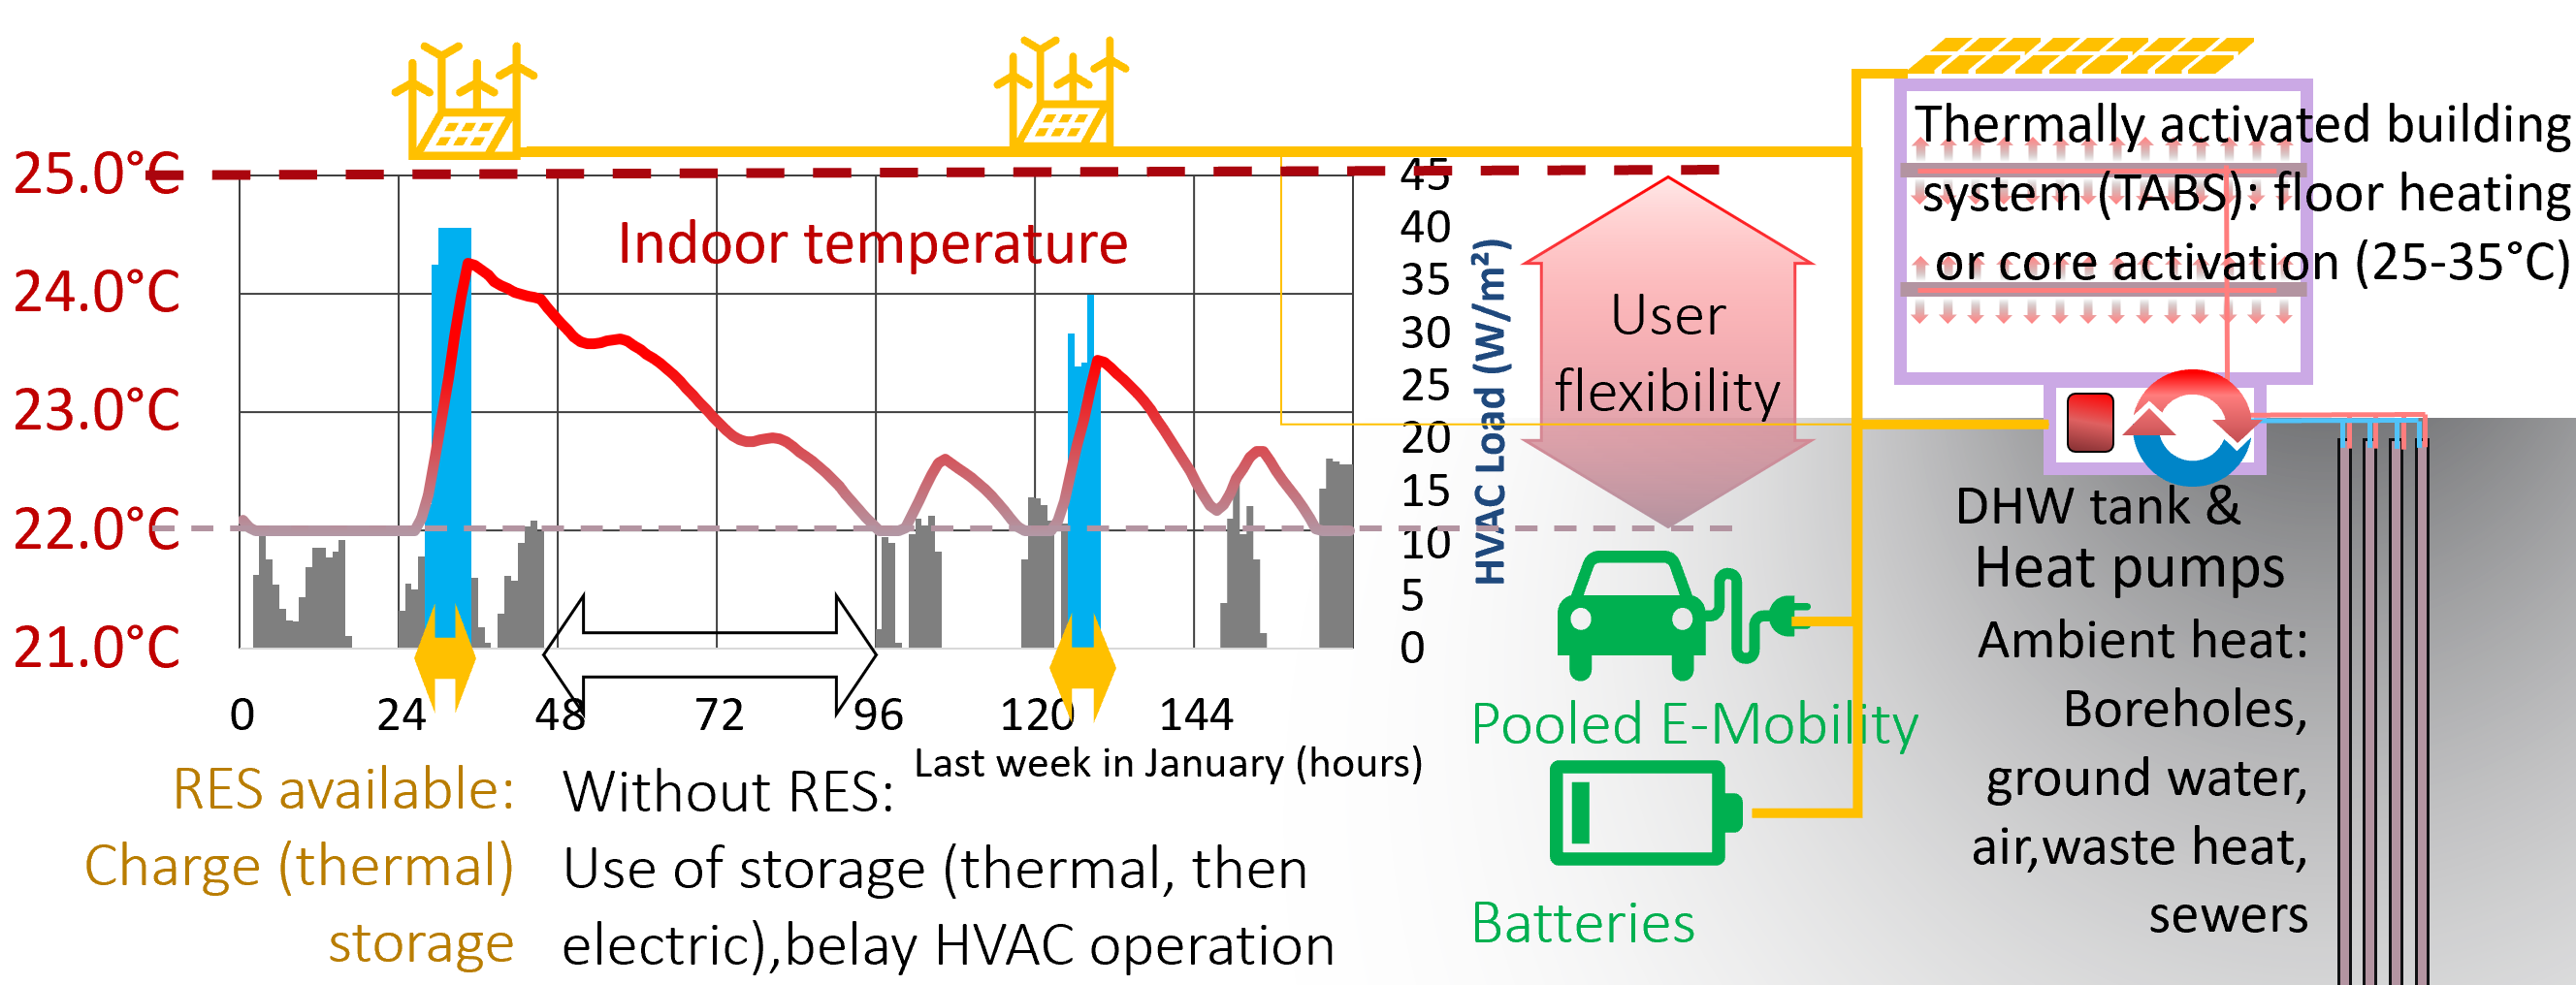 25.0°C
24.0°C
23.0°C
22.0°C
21.0°C
Indoor temperature
45
40
35
30
25
20
15
10
5
0
HVAC Load (W/m²)
0 24 48 72 96 120 144
Last week in January (hours)
RES available:
Charge (thermal)
storage
Without RES:
Use of storage (thermal, then
electric),belay HVAC operation
User
flexibility
Pooled E-Mobility
Batteries
Thermally activated building
system (TABS): floor heating
or core activation (25-35°C)
DHW tank &
Heat pumps
Ambient heat:
Boreholes,
ground water,
air,waste heat,
sewers